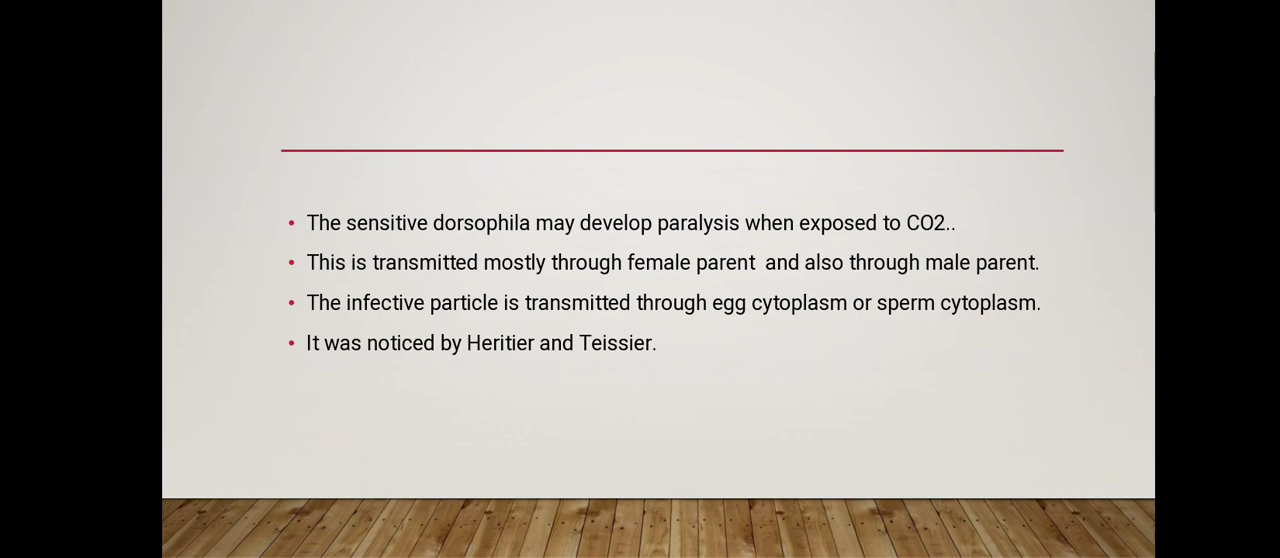 • The sensitive dorsophila may develop paralysis when exposed to CO2..
• This is transmitted mostly through female parent  and also through male parent.
• The infective particle is transmitted through egg cytoplasm or sperm cytoplasm.
• It was noticed by Heritier and Teissier.